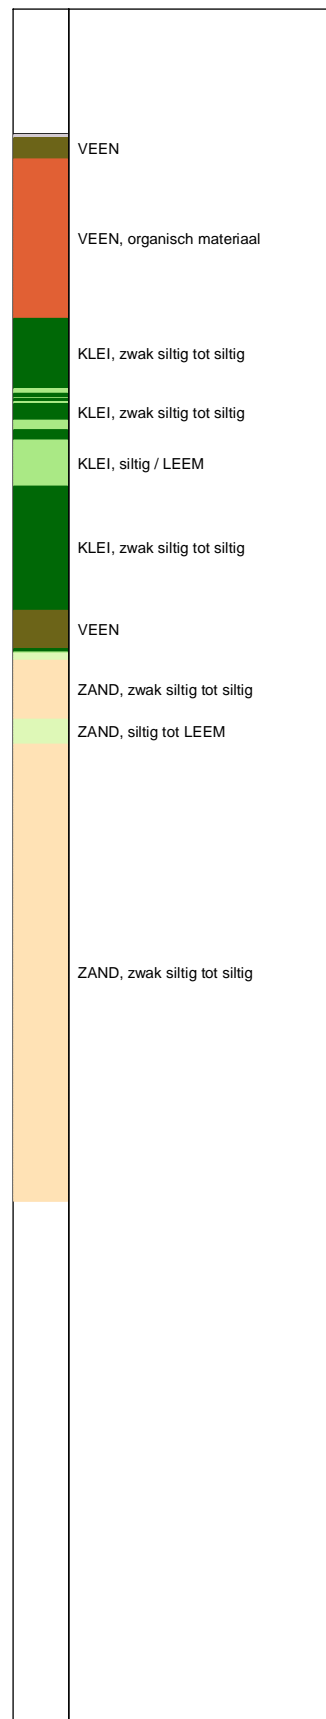 VEEN
VEEN, organisch materiaal
KLEI, zwak siltig tot siltig
KLEI, zwak siltig tot siltig
KLEI, siltig / LEEM
KLEI, zwak siltig tot siltig
VEEN
ZAND, zwak siltig tot siltig
ZAND, siltig tot LEEM
ZAND, zwak siltig tot siltig